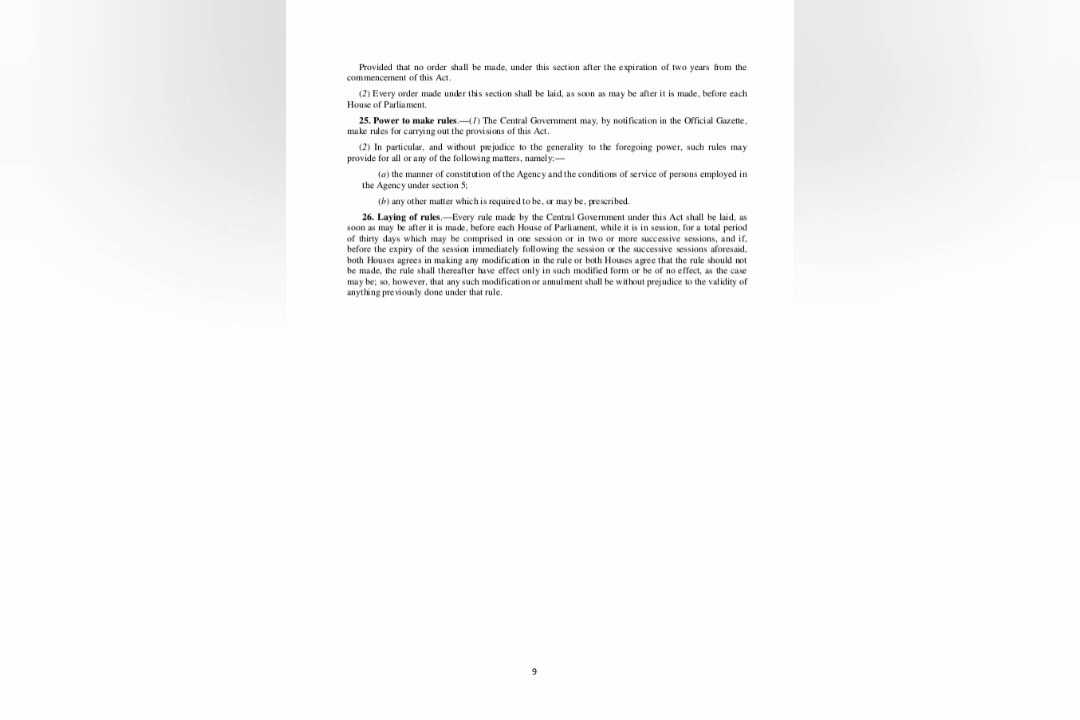 Provided that no order shall be made, under this section after the expiration of two years from the
commencement of this Act.
(2) Every order made under this section shall be laid, as soon as may be after it is made, before each
House of Parliament.
25. Power to make rules.—(1) The Central Government may, by notification in the Official Gazette,
make rules for carrying out the provisions of this Act.
(2) In particular, and without prejudice to the generality to the foregoing power, such rules may
provide for all or any of the following matters, namely:—
(a) the manner of constitution of the Agency and the conditions of service of persons employed in
the Agency under section 5;
(b) any other matter which is required to be, or may be, prescribed.
26. Laying of rules.—Every rule made by the Central Government under this Act shall be laid, as
soon as may be after it is made, before each House of Parliament, while it is in session, for a total period
of thirty days which may be comprised in one session or in two or more successive sessions, and if,
before the expiry of the session immediately following the session or the successive sessions aforesaid,
both Houses agrees in making any modification in the rule or both Houses agree that the rule should not
be made, the rule shall thereafter have effect only in such modified form or be of no effect, as the case
may be; so, however, that any such modification or annulment shall be without prejudice to the validity of
anything previously done under that rule.
9